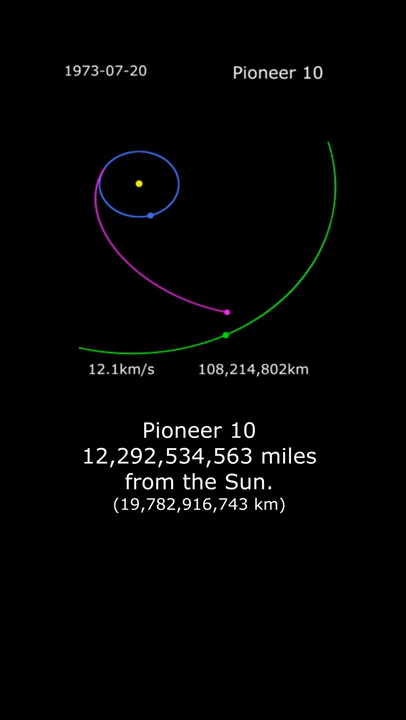 1973-07-20
Pioneer 10
12.1km/s
108,214,802km
Pioneer 10
12,292,534,563 miles
from the Sun.
(19,782,916,743 km)